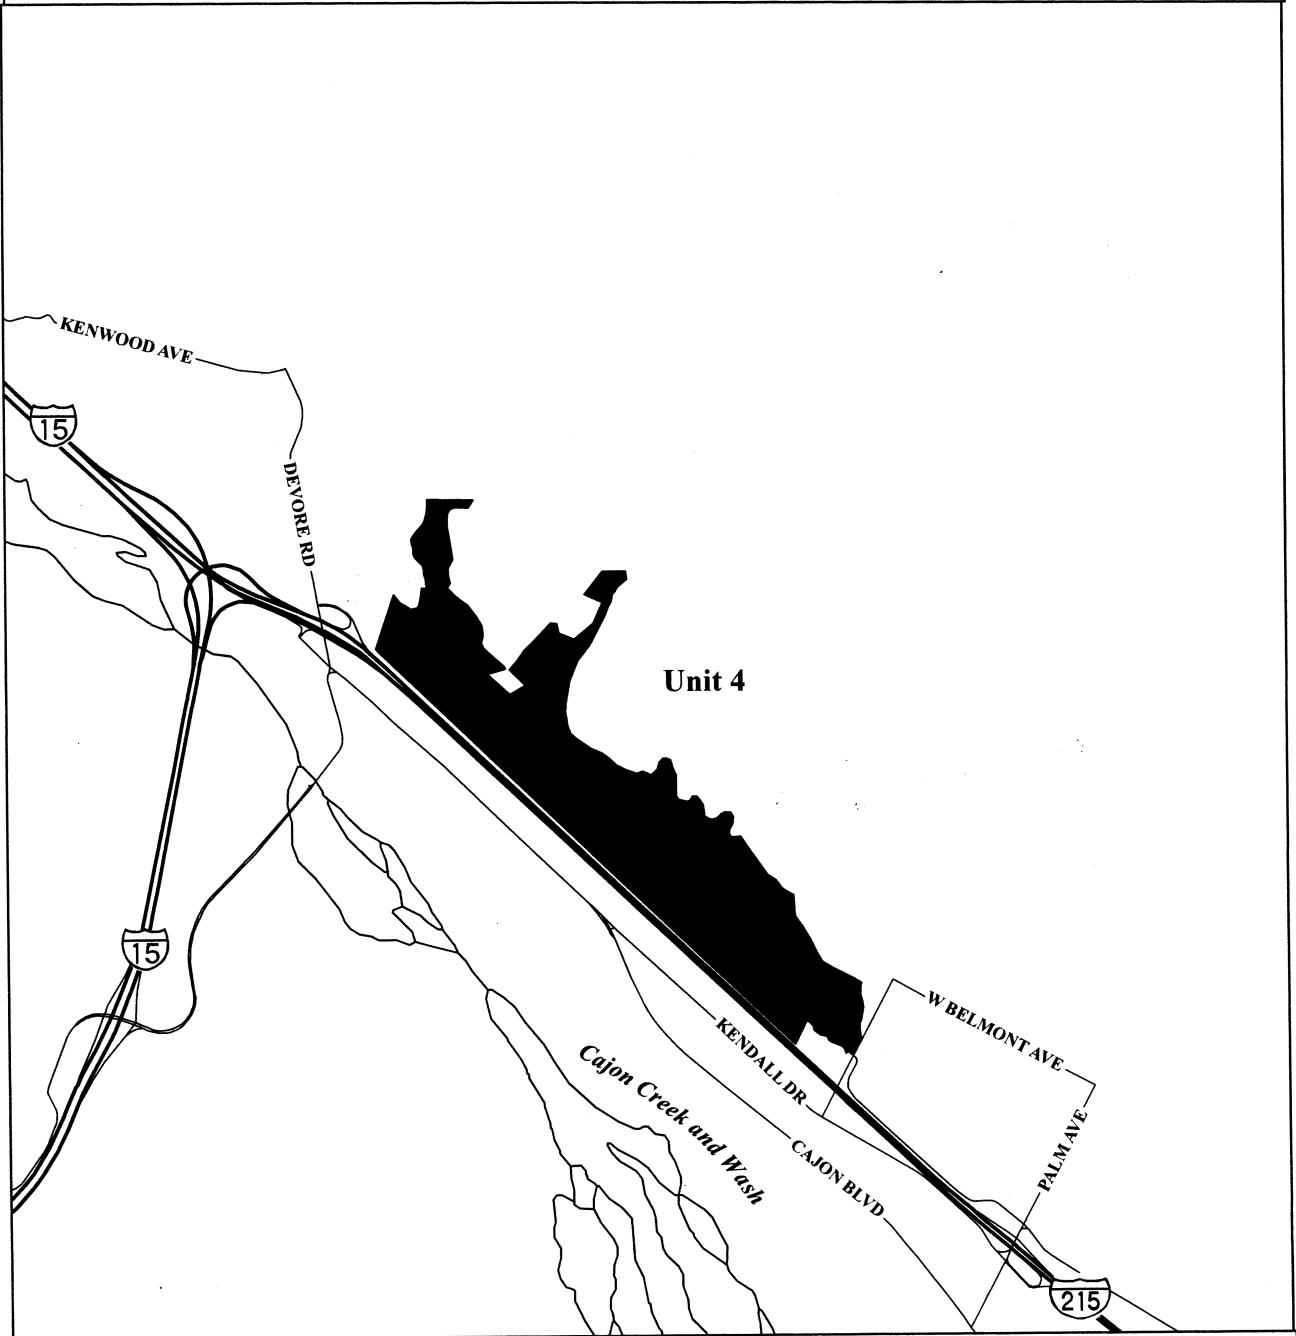 KENWOOD AVE
15
DEVORE RD
Unit 4
15
W BELMONT AVE
KENDALL DR
Cajon Creek and Wash
PALM AVE
CAJON BLVD
215